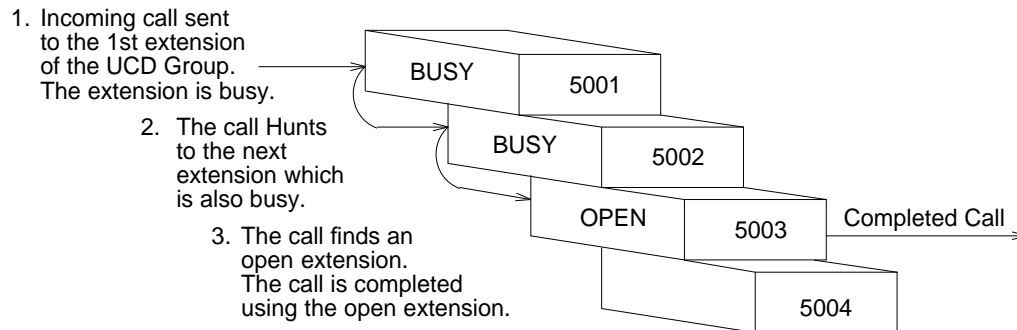 1. Incoming call sent
to the 1st extension
of the UCD Group.
The extension is busy.
BUSY
5001
2. The call Hunts
to the next
extension which
is also busy.
BUSY
5002
3. The call finds an
open extension.
The call is completed
using the open extension.
OPEN
5003
Completed Call
5004